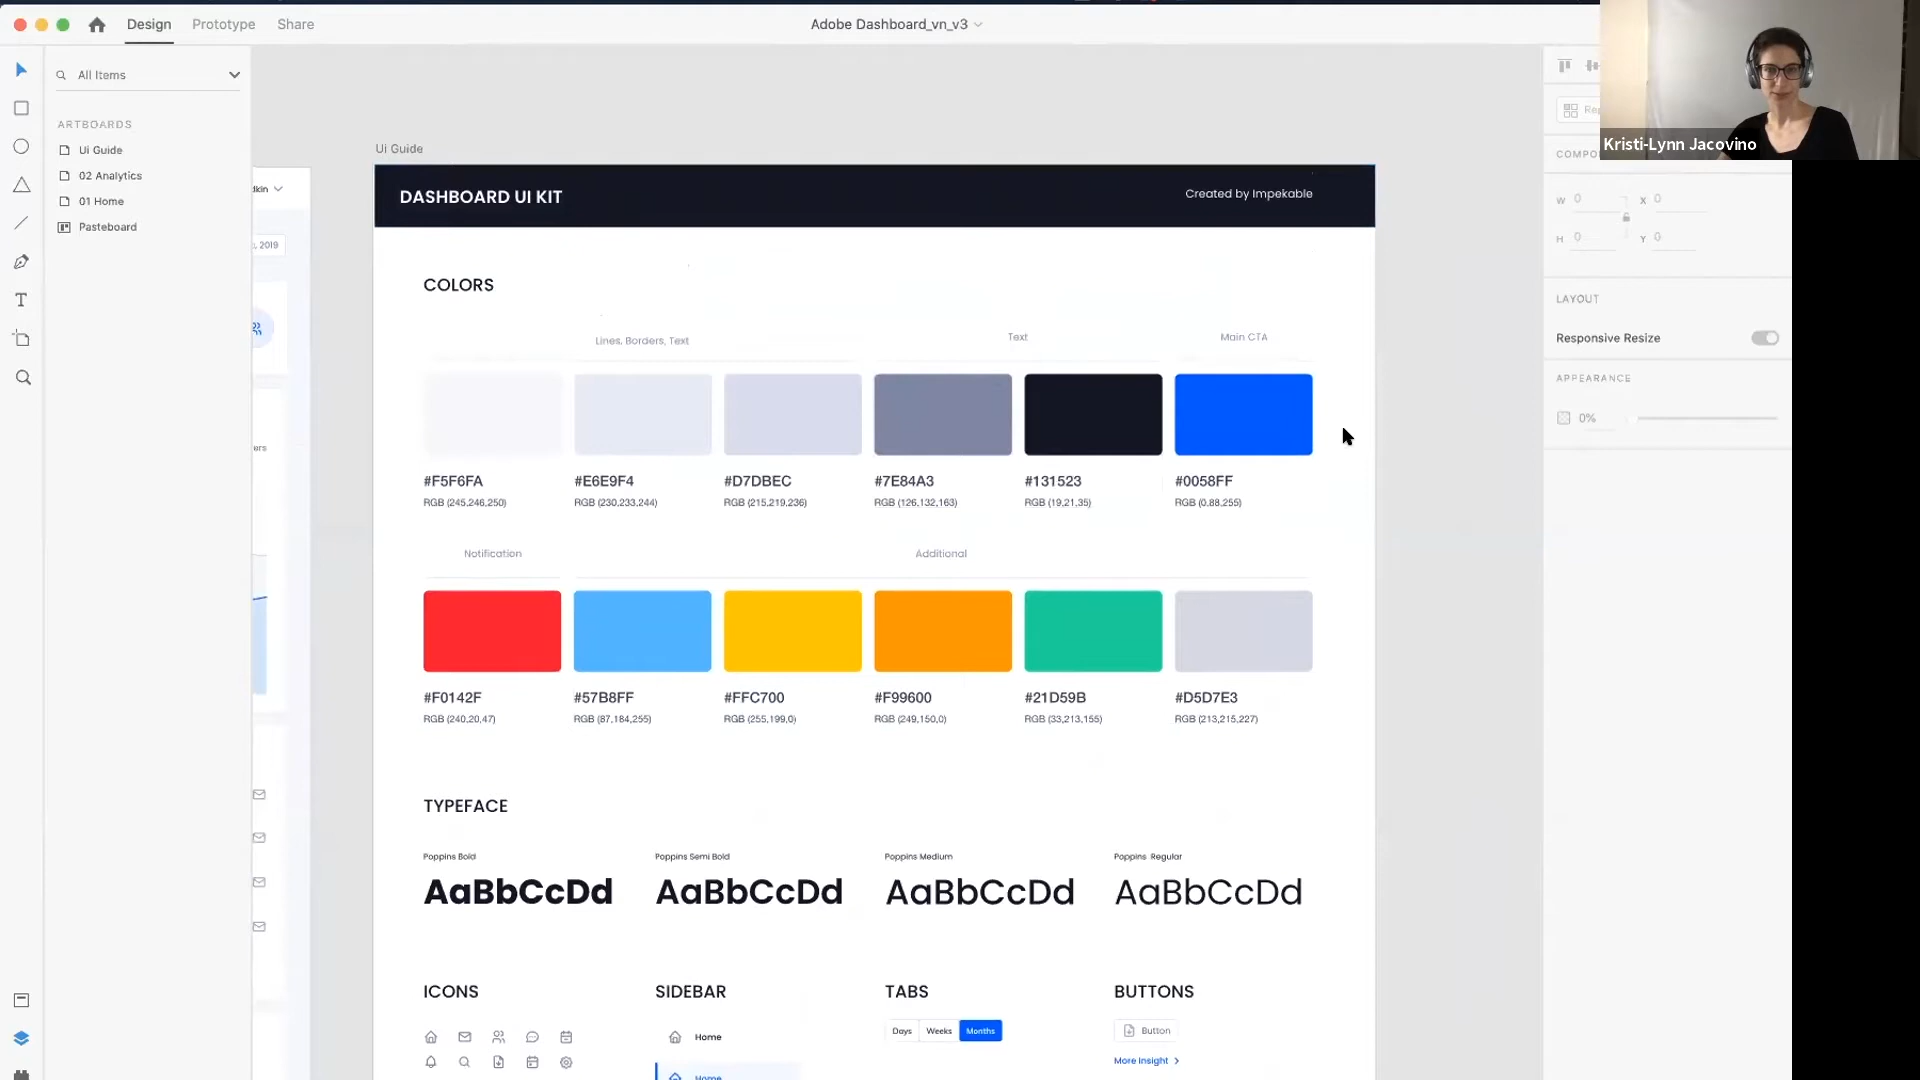 Design
Prototype
Share
Adobe Dashboard_vn_v3
All Items
ARTBOARDS
Ui Guide
02 Analytics
01 Home
Pasteboard
, 2019
Ui Guide
DASHBOARD UI KIT
Created by Impekable
COLORS
Lines, Borders, Text
Text
Main CTA
#F5F6FA
#E6E9F4
#D7DBEC
#7E84A3
#131523
#0058FF
RGB (245,246,250)
RGB (230,233,244)
RGB (215,219,236)
RGB (126,132,163)
RGB (19,21,35)
RGB (0,88,255)
Notification
Additional
#F0142F
#57B8FF
#FFC700
#F99600
#21D59B
#D5D7E3
RGB (240,20,47)
RGB (87,184,255)
RGB (255,199,0)
RGB (249,150,0)
RGB (33,213,155)
RGB (213,215,227)
TYPEFACE
Poppins Bold
Poppins Semi Bold
Poppins Medium
Poppins Regular
AaBbCcDd
AaBbCcDd
AaBbCcDd
AaBbCcDd
ICONS
SIDEBAR
TABS
BUTTONS
Home
Home
Days
Weeks
Months
Button
More Insight
Kristi-Lynn Jacovino
COMPO
W 0
X 0
H 0
Y 0
LAYOUT
Responsive Resize
APPEARANCE
0%